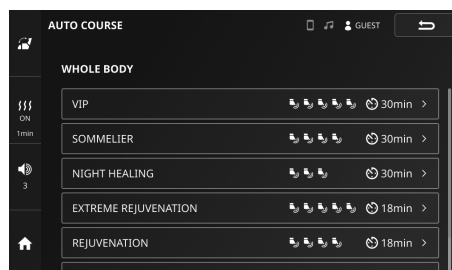 AUTO COURSE
GUEST
WHOLE BODY
ON
1min
3
VIP 30min >
SOMMELIER 30min >
NIGHT HEALING 30min >
EXTREME REJUVENATION 18min >
REJUVENATION 18min >